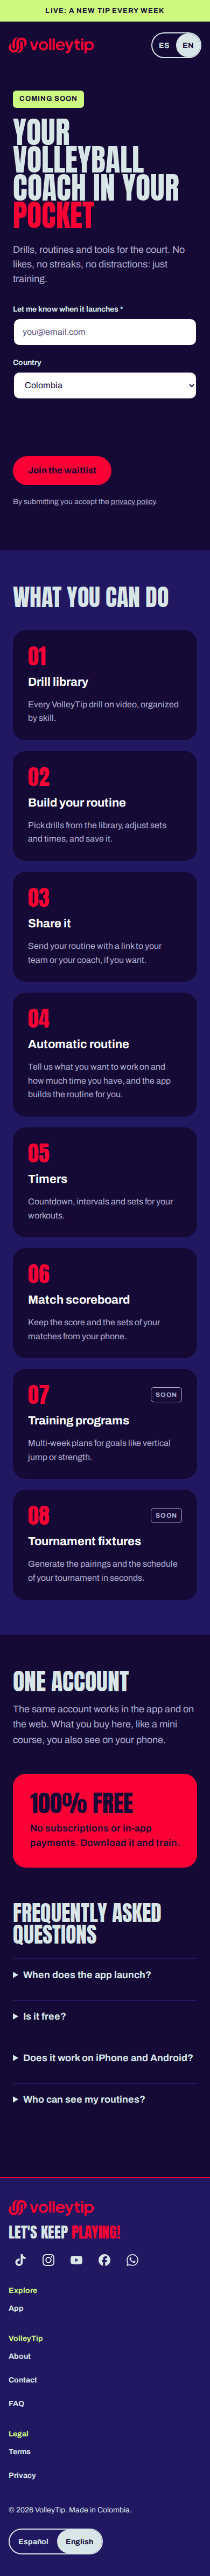 LIVE: A NEW TIP EVERY WEEK
volleytip
ES EN
COMING SOON
YOUR
VOLLEYBALL
COACH IN YOUR
POCKET
Drills, routines and tools for the court. No
likes, no streaks, no distractions: just
training.
Let me know when it launches *
you@email.com
Country
Colombia
Join the waitlist
By submitting you accept the privacy policy.
WHAT YOU CAN DO
01
Drill library
Every VolleyTip drill on video, organized
by skill.
02
Build your routine
Pick drills from the library, adjust sets
and times, and save it.
03
Share it
Send your routine with a link to your
team or your coach, if you want.
04
Automatic routine
Tell us what you want to work on and
how much time you have, and the app
builds the routine for you.
05
Timers
Countdown, intervals and sets for your
workouts.
06
Match scoreboard
Keep the score and the sets of your
matches from your phone.
07
SOON
Training programs
Multi-week plans for goals like vertical
jump or strength.
08
SOON
Tournament fixtures
Generate the pairings and the schedule
of your tournament in seconds.
ONE ACCOUNT
The same account works in the app and on
the web. What you buy here, like a mini
course, you also see on your phone.
100% FREE
No subscriptions or in-app
payments. Download it and train.
FREQUENTLY ASKED
QUESTIONS
When does the app launch?
Is it free?
Does it work on iPhone and Android?
Who can see my routines?
volleytip
LET'S KEEP PLAYING!
Explore
App
VolleyTip
About
Contact
FAQ
Legal
Terms
Privacy
© 2026 VolleyTip. Made in Colombia.
Español English